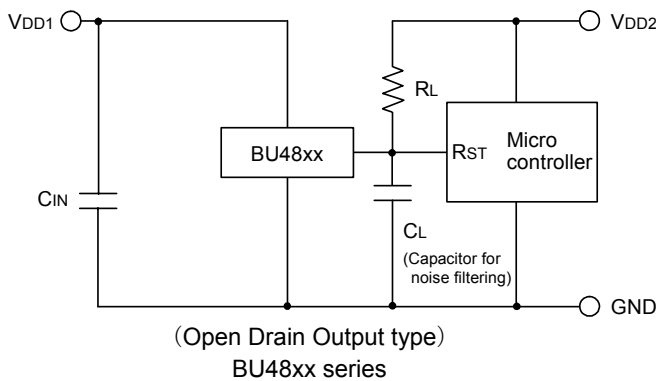 VDD1
VDD2
RL
BU48xx
RST
Micro
controller
CIN
CL
(Capacitor for
noise filtering)
GND
（Open Drain Output type）
BU48xx series